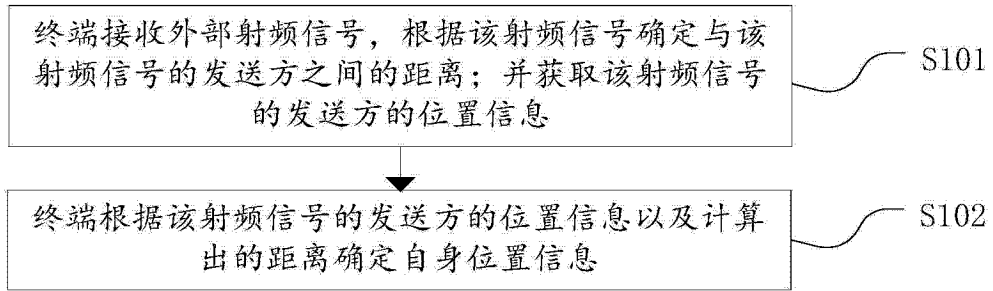 终端接收外部射频信号，根据该射频信号确定与该
射频信号的发送方之间的距离；并获取该射频信号
的发送方的位置信息
S101
终端根据该射频信号的发送方的位置信息以及计算
出的距离确定自身位置信息
S102